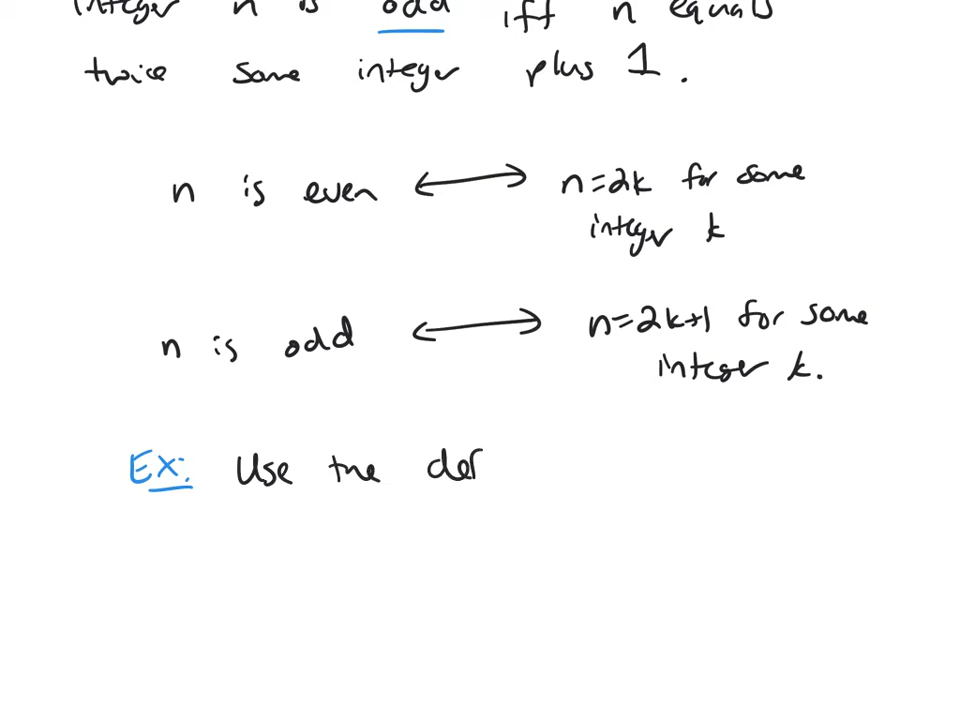 integer n is odd iff n equals
twice some integer plus 1.
n is even ⟷ n=2k for some
integer k
n is odd ⟷ n=2k+1 for some
integer k.
Ex: Use the def